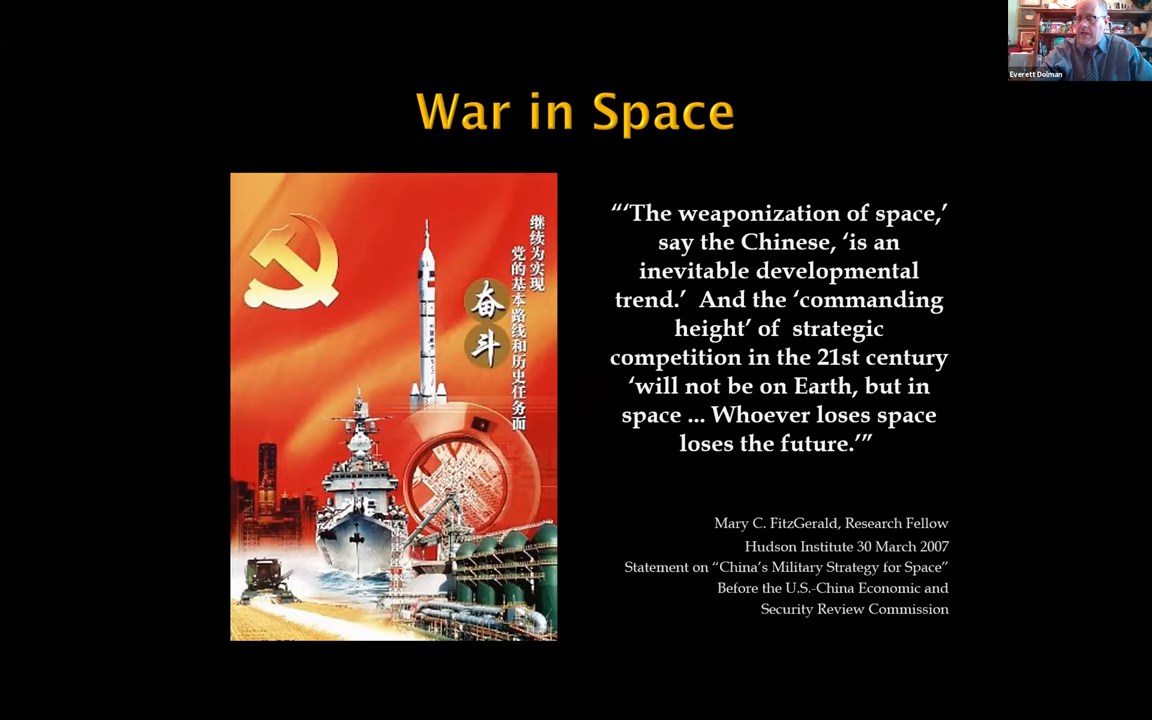 Everett Dolman
War in Space
继续为实现
党的基本路线和历史任务而
奋斗
“‘The weaponization of space,’
say the Chinese, ‘is an
inevitable developmental
trend.’ And the ‘commanding
height’ of strategic
competition in the 21st century
‘will not be on Earth, but in
space ... Whoever loses space
loses the future.’”
Mary C. FitzGerald, Research Fellow
Hudson Institute 30 March 2007
Statement on “China’s Military Strategy for Space”
Before the U.S.-China Economic and
Security Review Commission